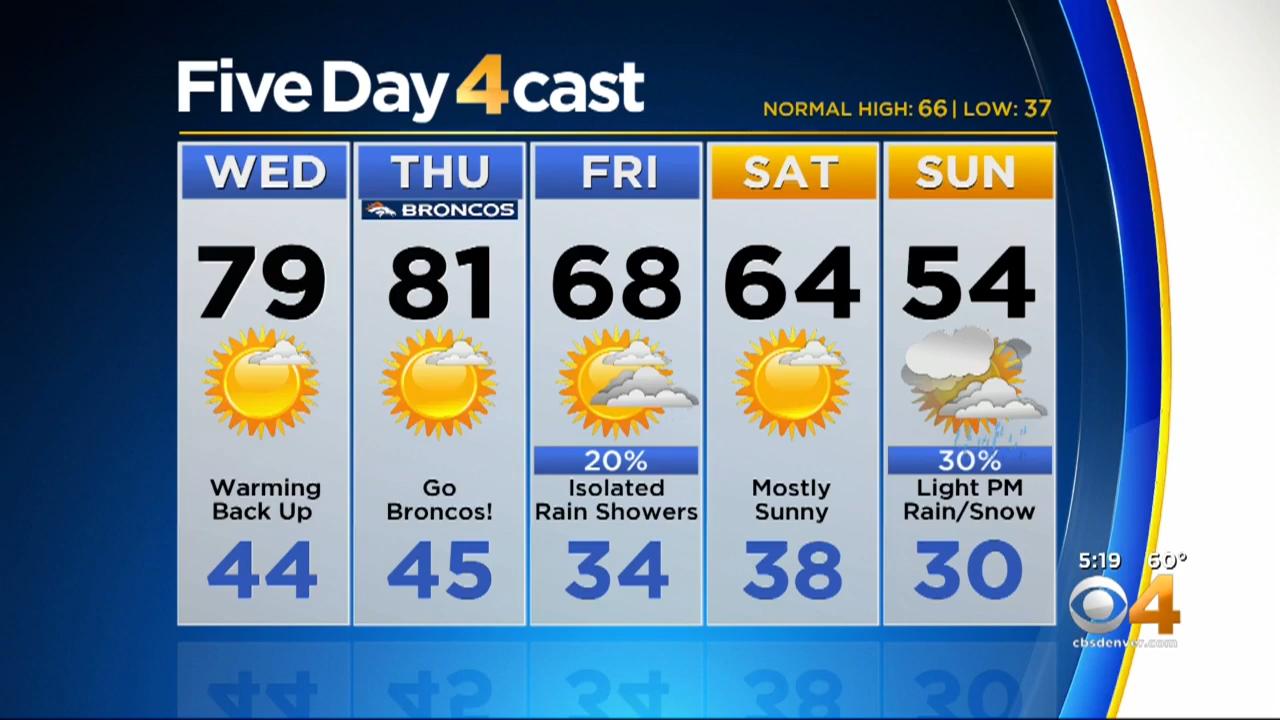 Five Day 4cast
NORMAL HIGH: 66 | LOW: 37
WED THU FRI SAT SUN
BRONCOS
79 81 68 64 54
20% 30%
Warming Go Isolated Mostly Light PM
Back Up Broncos! Rain Showers Sunny Rain/Snow
44 45 34 38 30
5:19 60°
4
cbsdenver.com